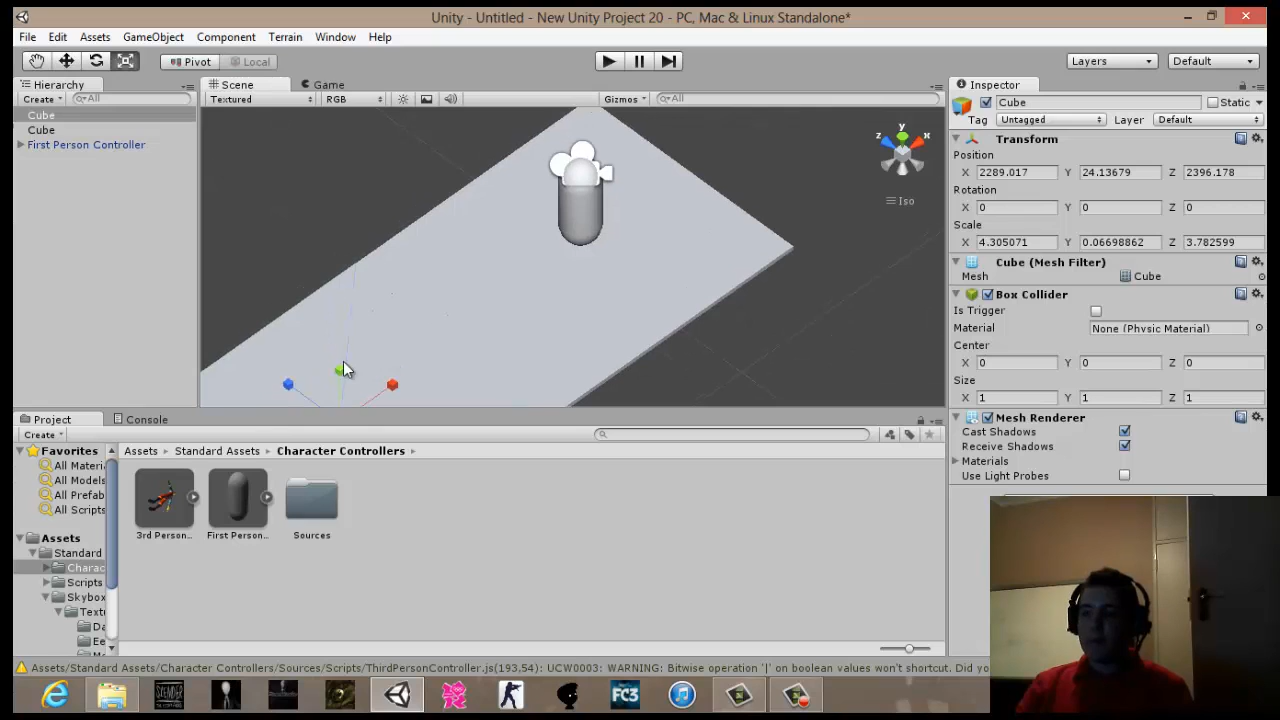 Unity - Untitled - New Unity Project 20 - PC, Mac & Linux Standalone*
File Edit Assets GameObject Component Terrain Window Help
Pivot Local Layers Default
Hierarchy
Create All
Cube
Cube
First Person Controller
Scene Game
Textured RGB Gizmos All
y
z x
Iso
Inspector
Cube Static
Tag Untagged Layer Default
Transform
Position
X 2289.017 Y 24.13679 Z 2396.178
Rotation
X 0 Y 0 Z 0
Scale
X 4.305071 Y 0.06698862 Z 3.782599
Cube (Mesh Filter)
Mesh Cube
Box Collider
Is Trigger
Material None (Physic Material)
Center
X 0 Y 0 Z 0
Size
X 1 Y 1 Z 1
Mesh Renderer
Cast Shadows
Receive Shadows
Materials
Use Light Probes
Project Console
Create
Favorites
All Materi
All Models
All Prefab
All Scripts
Assets
Standard
Charac
Scripts
Skybox
Textu
Da
Ee
Assets Standard Assets Character Controllers
3rd Person... First Person... Sources
Assets/Standard Assets/Character Controllers/Sources/Scripts/ThirdPersonController.js(193.54): UCW0003: WARNING: Bitwise operation '|' on boolean values won't shortcut. Did yo
SLENDER
FC3